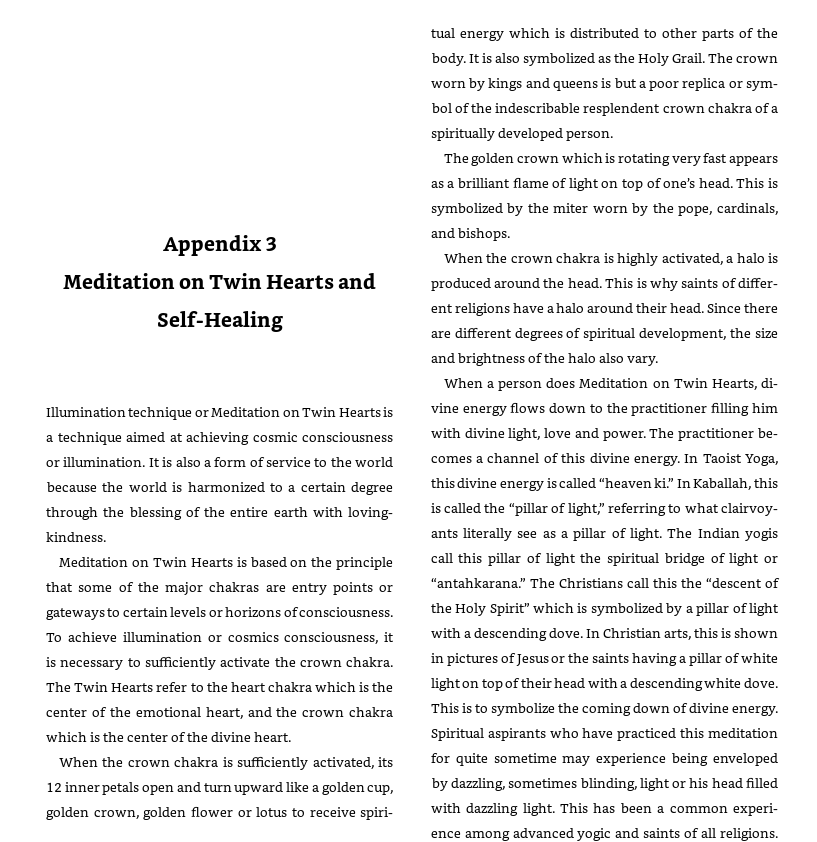 Appendix 3
Meditation on Twin Hearts and
Self-Healing
Illumination technique or Meditation on Twin Hearts is
a technique aimed at achieving cosmic consciousness
or illumination. It is also a form of service to the world
because the world is harmonized to a certain degree
through the blessing of the entire earth with loving-
kindness.
Meditation on Twin Hearts is based on the principle
that some of the major chakras are entry points or
gateways to certain levels or horizons of consciousness.
To achieve illumination or cosmics consciousness, it
is necessary to sufficiently activate the crown chakra.
The Twin Hearts refer to the heart chakra which is the
center of the emotional heart, and the crown chakra
which is the center of the divine heart.
When the crown chakra is sufficiently activated, its
12 inner petals open and turn upward like a golden cup,
golden crown, golden flower or lotus to receive spiri-
tual energy which is distributed to other parts of the
body. It is also symbolized as the Holy Grail. The crown
worn by kings and queens is but a poor replica or sym-
bol of the indescribable resplendent crown chakra of a
spiritually developed person.
The golden crown which is rotating very fast appears
as a brilliant flame of light on top of one's head. This is
symbolized by the miter worn by the pope, cardinals,
and bishops.
When the crown chakra is highly activated, a halo is
produced around the head. This is why saints of differ-
ent religions have a halo around their head. Since there
are different degrees of spiritual development, the size
and brightness of the halo also vary.
When a person does Meditation on Twin Hearts, di-
vine energy flows down to the practitioner filling him
with divine light, love and power. The practitioner be-
comes a channel of this divine energy. In Taoist Yoga,
this divine energy is called “heaven ki.” In Kaballah, this
is called the “pillar of light,” referring to what clairvoy-
ants literally see as a pillar of light. The Indian yogis
call this pillar of light the spiritual bridge of light or
“antahkarana.” The Christians call this the “descent of
the Holy Spirit” which is symbolized by a pillar of light
with a descending dove. In Christian arts, this is shown
in pictures of Jesus or the saints having a pillar of white
light on top of their head with a descending white dove.
This is to symbolize the coming down of divine energy.
Spiritual aspirants who have practiced this meditation
for quite sometime may experience being enveloped
by dazzling, sometimes blinding, light or his head filled
with dazzling light. This has been a common experi-
ence among advanced yogic and saints of all religions.